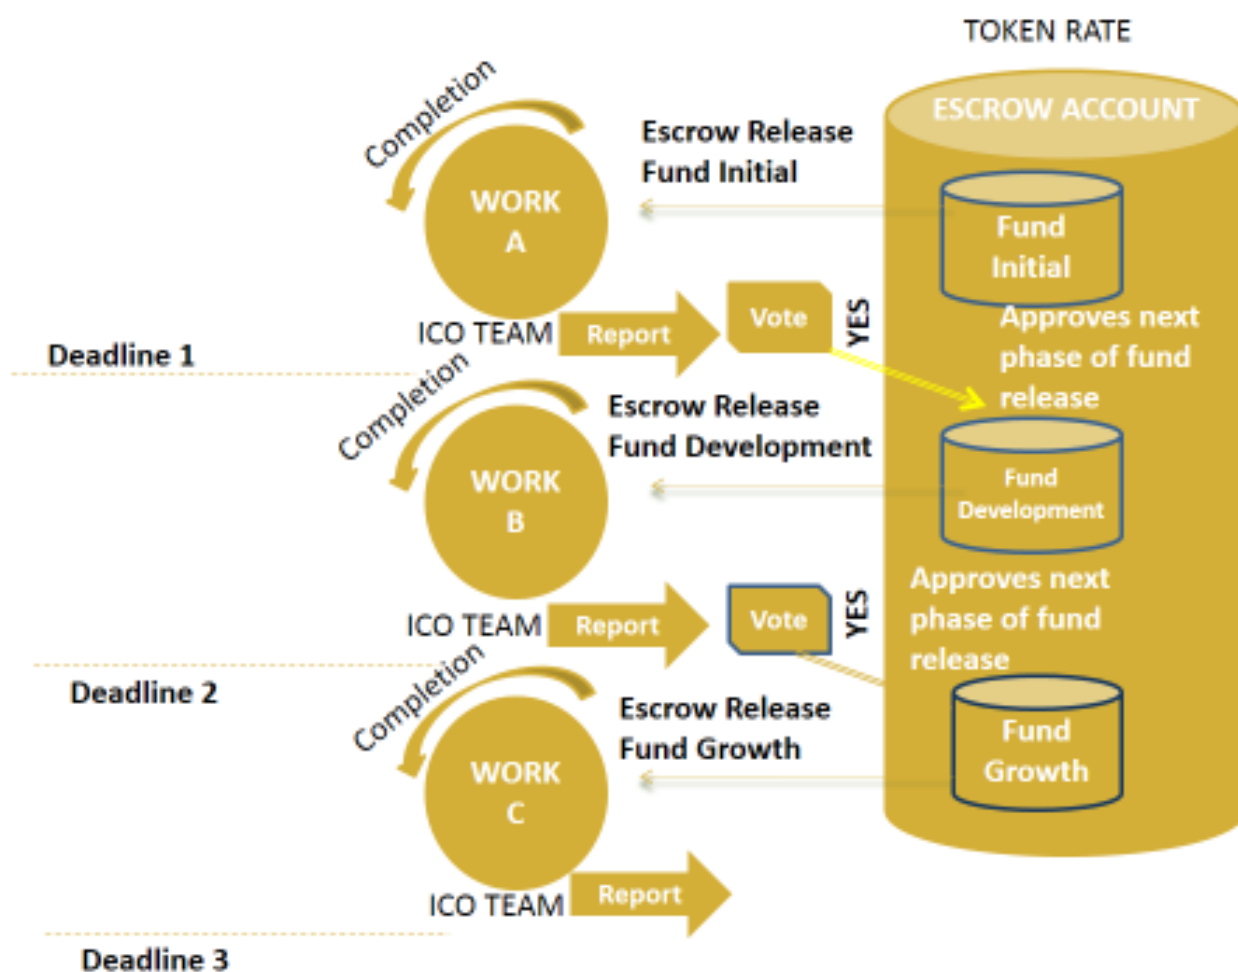 TOKEN RATE
ESCROW ACCOUNT
Completion
Escrow Release
Fund Initial
WORK
A
Fund
Initial
ICO TEAM
Report
Vote
YES
Approves next
phase of fund
release
Deadline 1
Completion
Escrow Release
Fund Development
WORK
B
Fund
Development
ICO TEAM
Report
Vote
YES
Approves next
phase of fund
release
Deadline 2
Completion
Escrow Release
Fund Growth
WORK
C
Fund
Growth
ICO TEAM
Report
Deadline 3